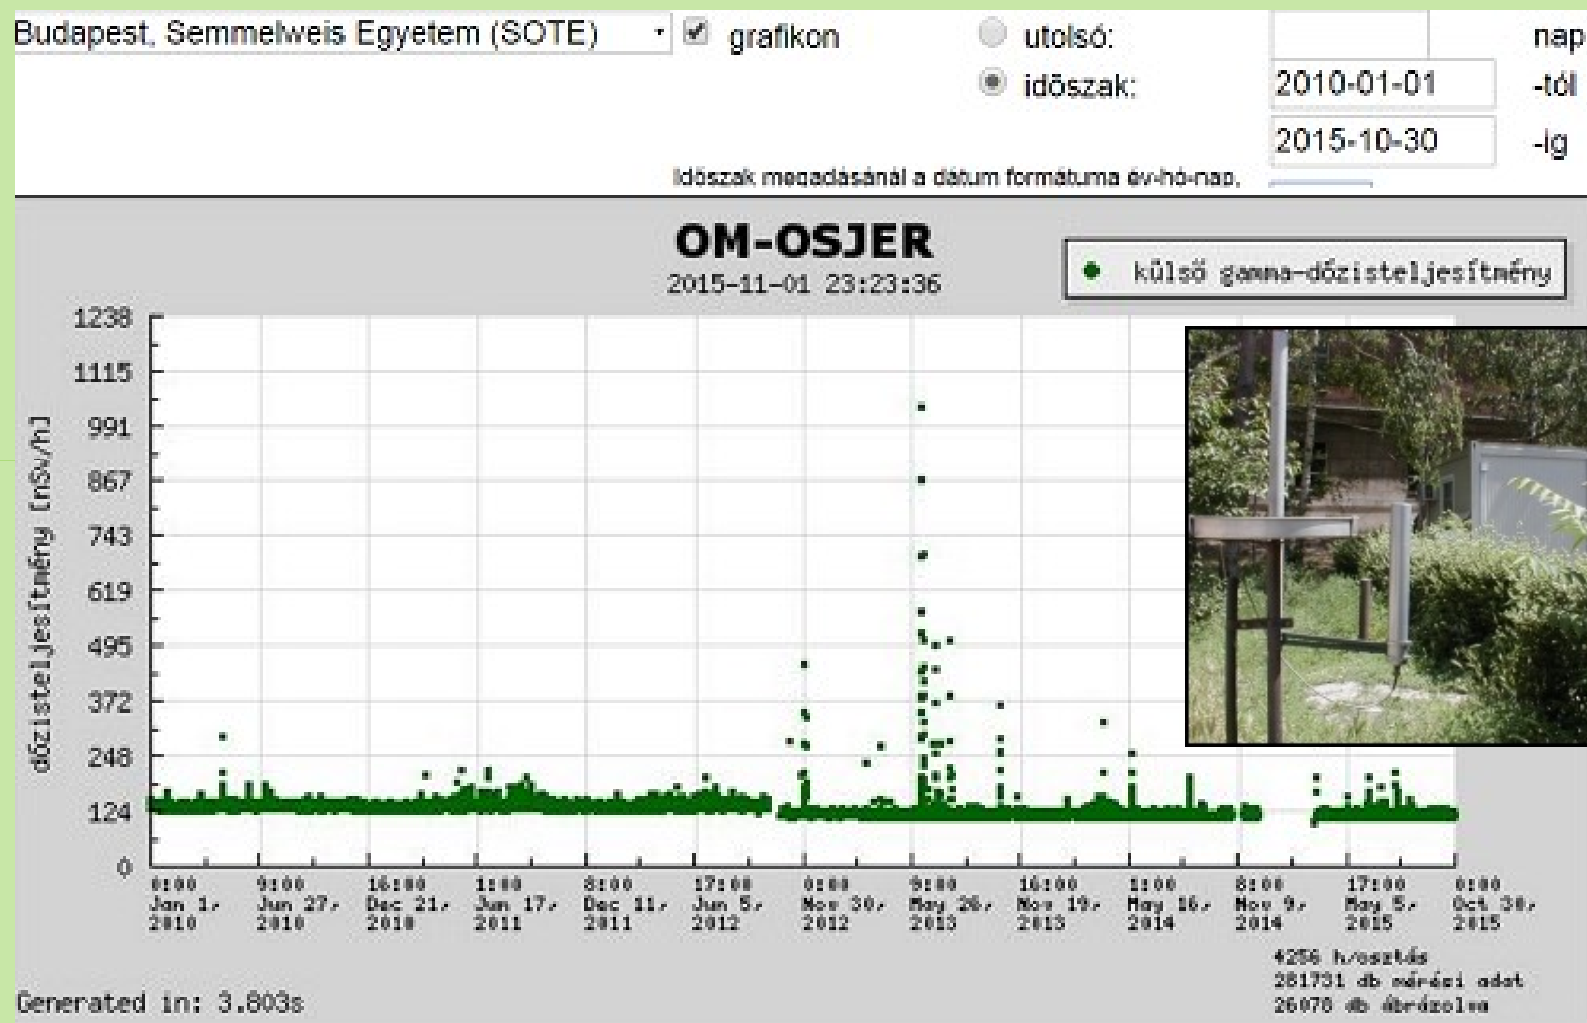 Budapest, Semmelweis Egyetem (SOTE) grafikon utolsó: nap
időszak: 2010-01-01 -tól
2015-10-30 -ig
Időszak megadásánál a dátum formátuma év-hó-nap.
OM-OSJER
2015-11-01 23:23:36
külső gamma-dózisteljesítmény
dózisteljesítmény [nSv/h]
1238
1115
991
867
743
619
495
372
248
124
0
0:00 9:00 16:00 1:00 8:00 17:00 0:00 9:00 16:00 1:00 8:00 17:00 0:00
Jan 1, Jun 27, Dec 21, Jun 17, Dec 11, Jun 5, Nov 30, May 26, Nov 19, May 16, Nov 9, May 5, Oct 30,
2010 2010 2010 2011 2011 2012 2012 2013 2013 2014 2014 2015 2015
4256 h/osztás
281731 db mérési adat
26078 db ábrázolva
Generated in: 3.803s